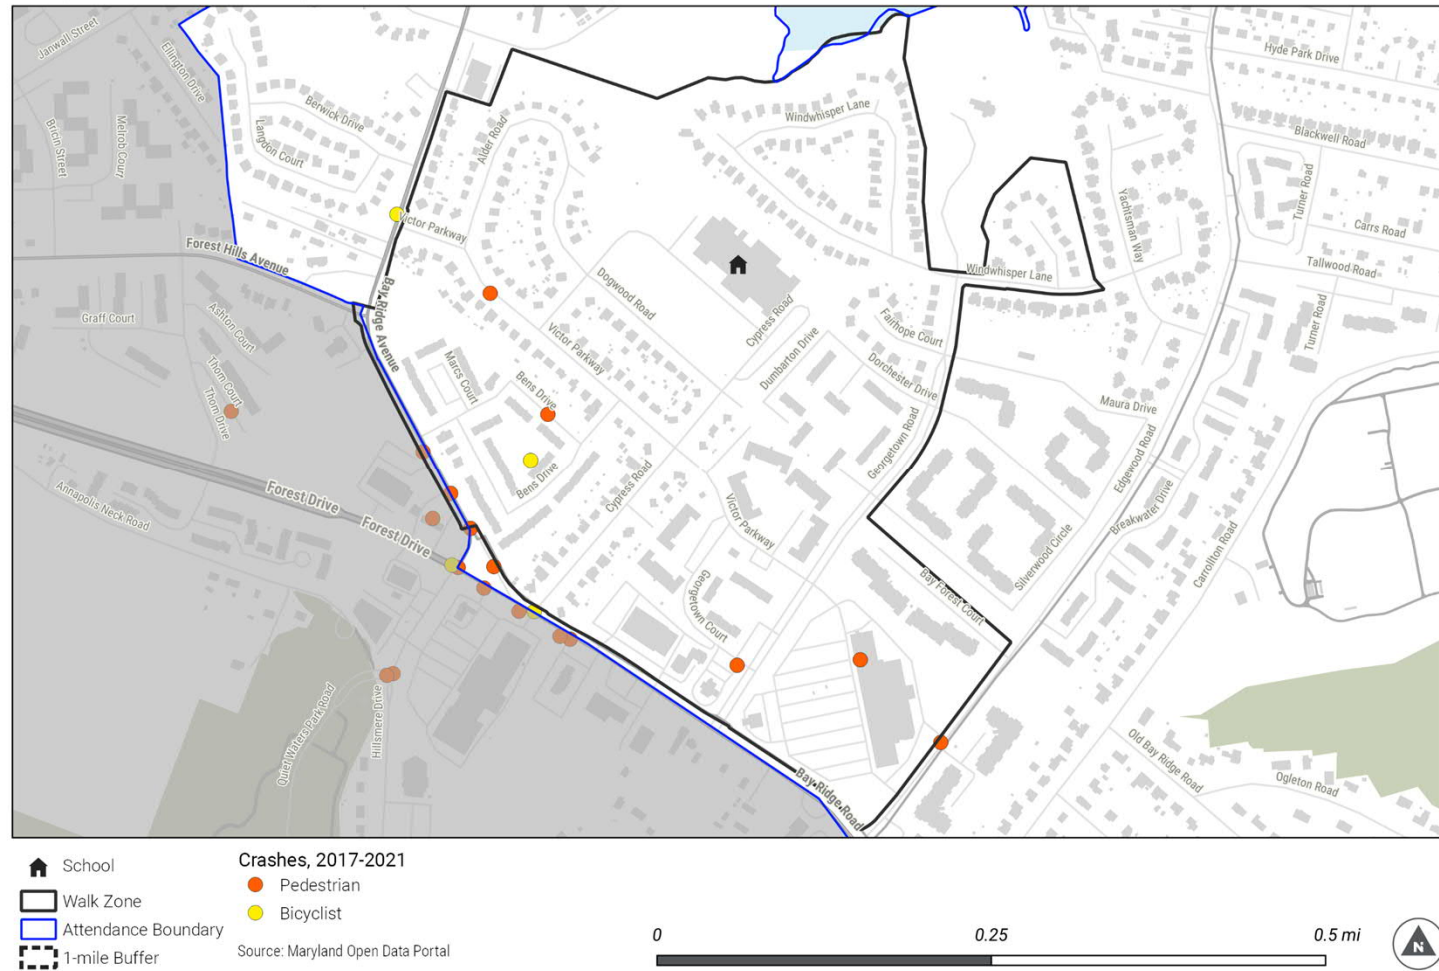 Janwall Street
Ellington Drive
Hyde Park Drive
Berwick Drive
Windwhisper Lane
Bricin Street
Melrob Court
Langdon Court
Alder Road
Blackwell Road
Turner Road
Yachtsman Way
Victor Parkway
Carrs Road
Forest Hills Avenue
Windwhisper Lane
Tallwood Road
Bay Ridge Avenue
Dogwood Road
Cypress Road
Graff Court
Ashton Court
Fairhope Court
Turner Road
Victor Parkway
Dumbarton Drive
Marcs Court
Dorchester Drive
Thom Court
Thom Drive
Bens Drive
Maura Drive
Georgetown Road
Edgewood Road
Bens Drive
Cypress Road
Annapolis Neck Road
Forest Drive
Forest Drive
Victor Parkway
Breakwater Drive
Silverwood Circle
Carrollton Road
Georgetown Court
Bay Forest Court
Quiet Waters Park Road
Hillsmere Drive
Old Bay Ridge Road
Ogleton Road
Bay Ridge Road
School
Walk Zone
Attendance Boundary
1-mile Buffer
Crashes, 2017-2021
Pedestrian
Bicyclist
Source: Maryland Open Data Portal
0
0.25
0.5 mi
N